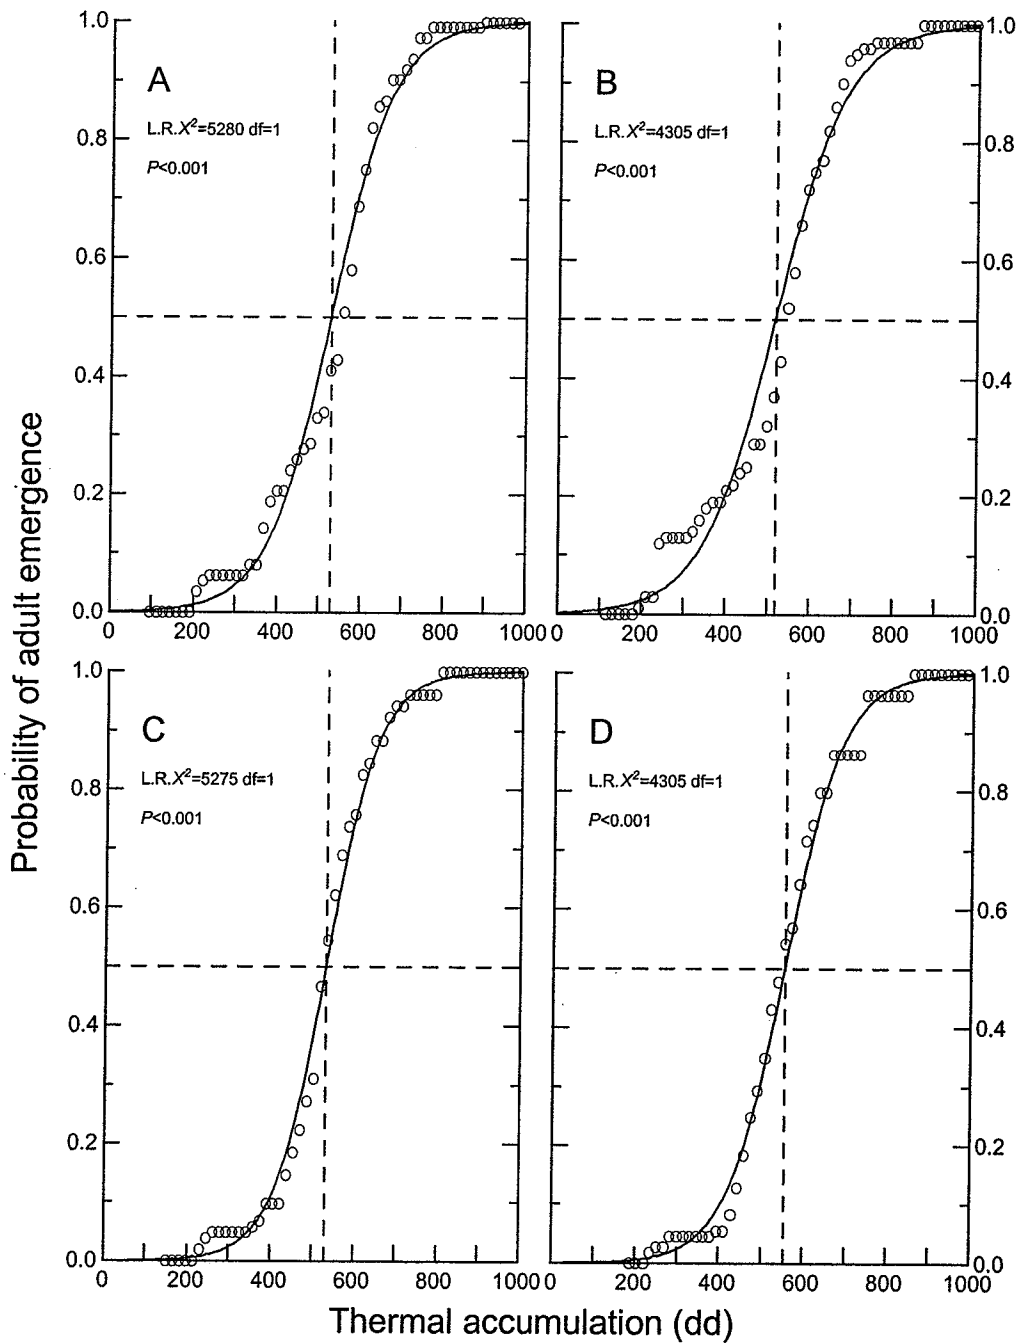 Probability of adult emergence
1.0
0.8
0.6
0.4
0.2
0.0
A
L.R.X²=5280 df=1
P<0.001
0 200 400 600 800 1000
B
L.R.X²=4305 df=1
P<0.001
1.0
0.8
0.6
0.4
0.2
0.0
0 200 400 600 800 1000
1.0
0.8
0.6
0.4
0.2
0.0
C
L.R.X²=5275 df=1
P<0.001
0 200 400 600 800 1000
D
L.R.X²=4305 df=1
P<0.001
1.0
0.8
0.6
0.4
0.2
0.0
0 200 400 600 800 1000
Thermal accumulation (dd)